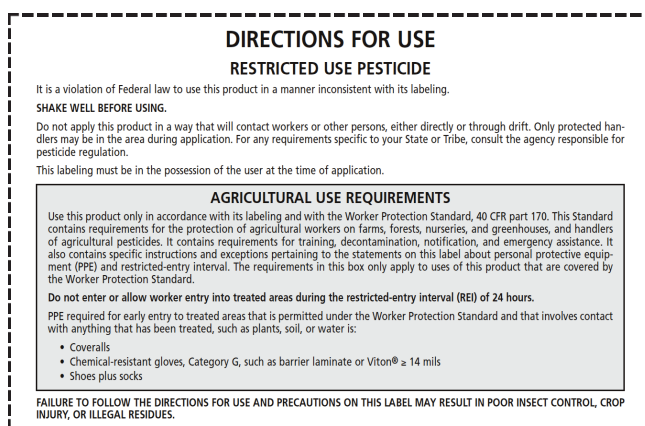 DIRECTIONS FOR USE
RESTRICTED USE PESTICIDE
It is a violation of Federal law to use this product in a manner inconsistent with its labeling.
SHAKE WELL BEFORE USING.
Do not apply this product in a way that will contact workers or other persons, either directly or through drift. Only protected han-
dlers may be in the area during application. For any requirements specific to your State or Tribe, consult the agency responsible for
pesticide regulation.
This labeling must be in the possession of the user at the time of application.
AGRICULTURAL USE REQUIREMENTS
Use this product only in accordance with its labeling and with the Worker Protection Standard, 40 CFR part 170. This Standard
contains requirements for the protection of agricultural workers on farms, forests, nurseries, and greenhouses, and handlers
of agricultural pesticides. It contains requirements for training, decontamination, notification, and emergency assistance. It
also contains specific instructions and exceptions pertaining to the statements on this label about personal protective equip-
ment (PPE) and restricted-entry interval. The requirements in this box only apply to uses of this product that are covered by
the Worker Protection Standard.
Do not enter or allow worker entry into treated areas during the restricted-entry interval (REI) of 24 hours.
PPE required for early entry to treated areas that is permitted under the Worker Protection Standard and that involves contact
with anything that has been treated, such as plants, soil, or water is:
• Coveralls
• Chemical-resistant gloves, Category G, such as barrier laminate or Viton® ≥ 14 mils
• Shoes plus socks
FAILURE TO FOLLOW THE DIRECTIONS FOR USE AND PRECAUTIONS ON THIS LABEL MAY RESULT IN POOR INSECT CONTROL, CROP
INJURY, OR ILLEGAL RESIDUES.